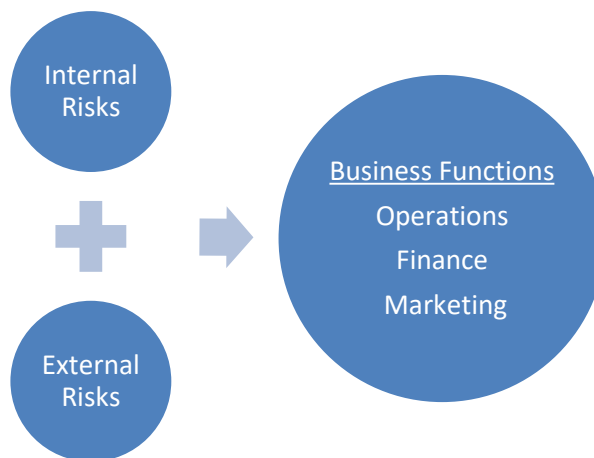 Internal
Risks
Business Functions
Operations
Finance
Marketing
External
Risks